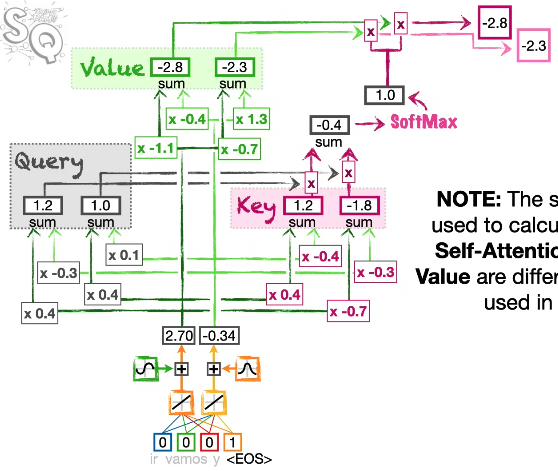 SQ
-2.8
x
x
-2.3
Value
-2.8
-2.3
sum
sum
1.0
x -0.4
x 1.3
-0.4
SoftMax
sum
x -1.1
x -0.7
Query
x
x
1.2
1.0
Key
1.2
-1.8
sum
sum
sum
sum
NOTE: The s
used to calcu
Self-Attentio
Value are differ
used in
x 0.1
x -0.4
x -0.3
x -0.3
x 0.4
x 0.4
x 0.4
x -0.7
2.70
-0.34
+
+
0
0
0
1
ir vamos y <EOS>